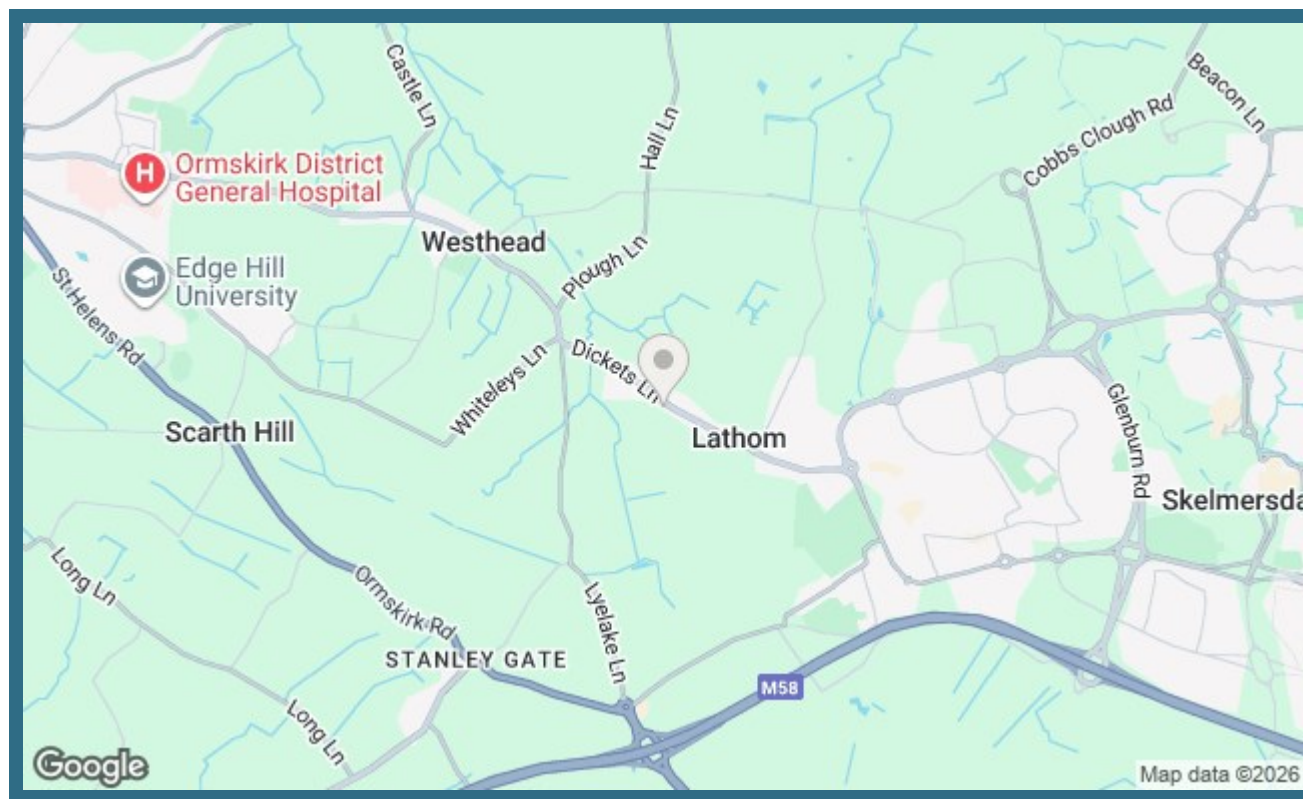 Castle Ln
Hall Ln
Beacon Ln
Cobbs Clough Rd
H
Ormskirk District
General Hospital
Westhead
Plough Ln
Edge Hill
University
St Helens Rd
Dickets Ln
Whiteleys Ln
Scarth Hill
Lathom
Glenburn Rd
Skelmersda
Long Ln
Ormskirk Rd
Lyelake Ln
STANLEY GATE
M58
Long Ln
Google
Map data ©2026